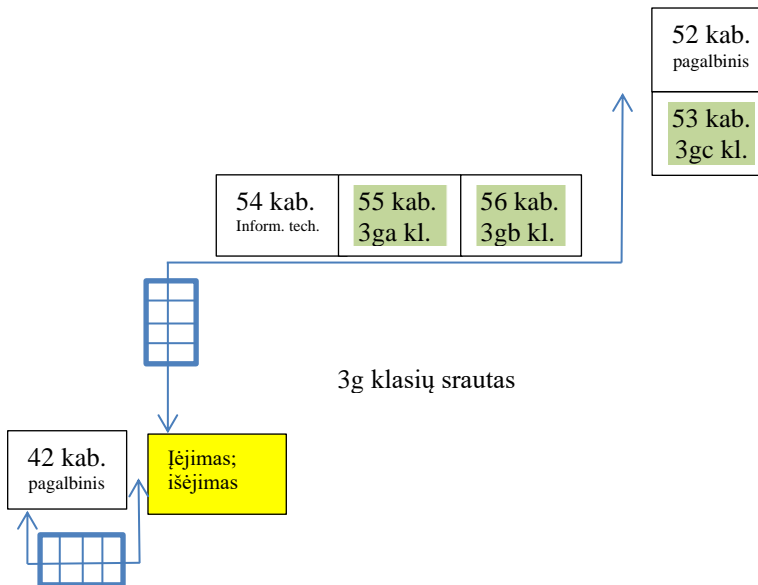 52 kab.
pagalbinis
53 kab.
3gc kl.
54 kab.
Inform. tech.
55 kab.
3ga kl.
56 kab.
3gb kl.
3g klasių srautas
42 kab.
pagalbinis
Įėjimas;
išėjimas